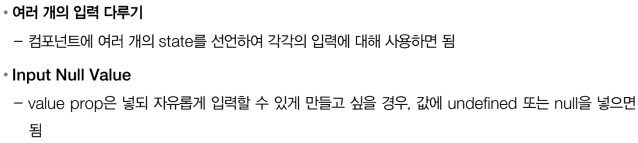 • 여러 개의 입력 다루기
– 컴포넌트에 여러 개의 state를 선언하여 각각의 입력에 대해 사용하면 됨
• Input Null Value
– value prop은 넣되 자유롭게 입력할 수 있게 만들고 싶을 경우, 값에 undefined 또는 null을 넣으면
됨